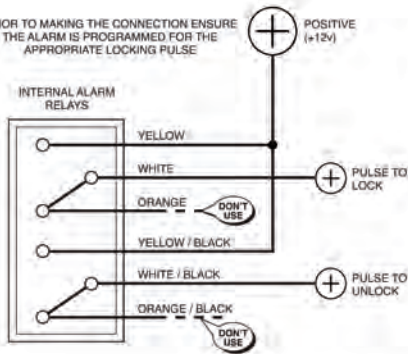 OR TO MAKING THE CONNECTION ENSURE
THE ALARM IS PROGRAMMED FOR THE
APPROPRIATE LOCKING PULSE
POSITIVE
(+12v)
INTERNAL ALARM
RELAYS
YELLOW
WHITE
PULSE TO
LOCK
ORANGE
DON'T
USE
YELLOW / BLACK
WHITE / BLACK
PULSE TO
UNLOCK
ORANGE / BLACK
DON'T
USE